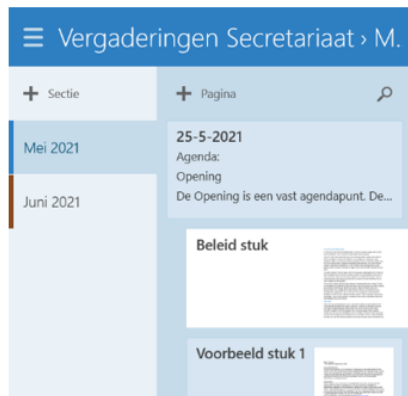 Vergaderingen Secretariaat › M.
Sectie
Pagina
Mei 2021
Juni 2021
25-5-2021
Agenda:
Opening
De Opening is een vast agendapunt. De...
Beleid stuk
Voorbeeld stuk 1